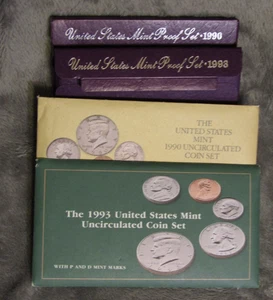 United States Mint Proof Set · 1990
United States Mint Proof Set · 1993
THE
UNITED STATES
MINT
1990 UNCIRCULATED
COIN SET
The 1993 United States Mint
Uncirculated Coin Set
WITH P AND D MINT MARKS